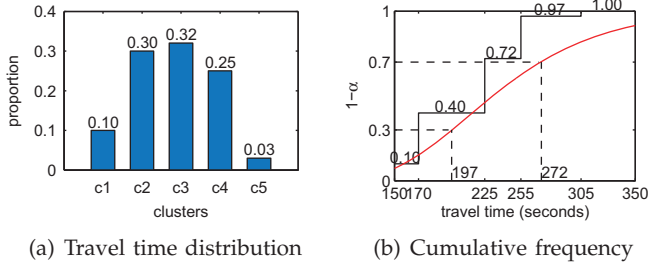 0.4
0.3
0.2
0.1
0
proportion
0.10
0.30
0.32
0.25
0.03
c1 c2 c3 c4 c5
clusters
(a) Travel time distribution
1
0.7
0.3
0
1−α
0.10
0.40
0.72
0.97
1.00
197
272
150 170 225 255 305 350
travel time (seconds)
(b) Cumulative frequency